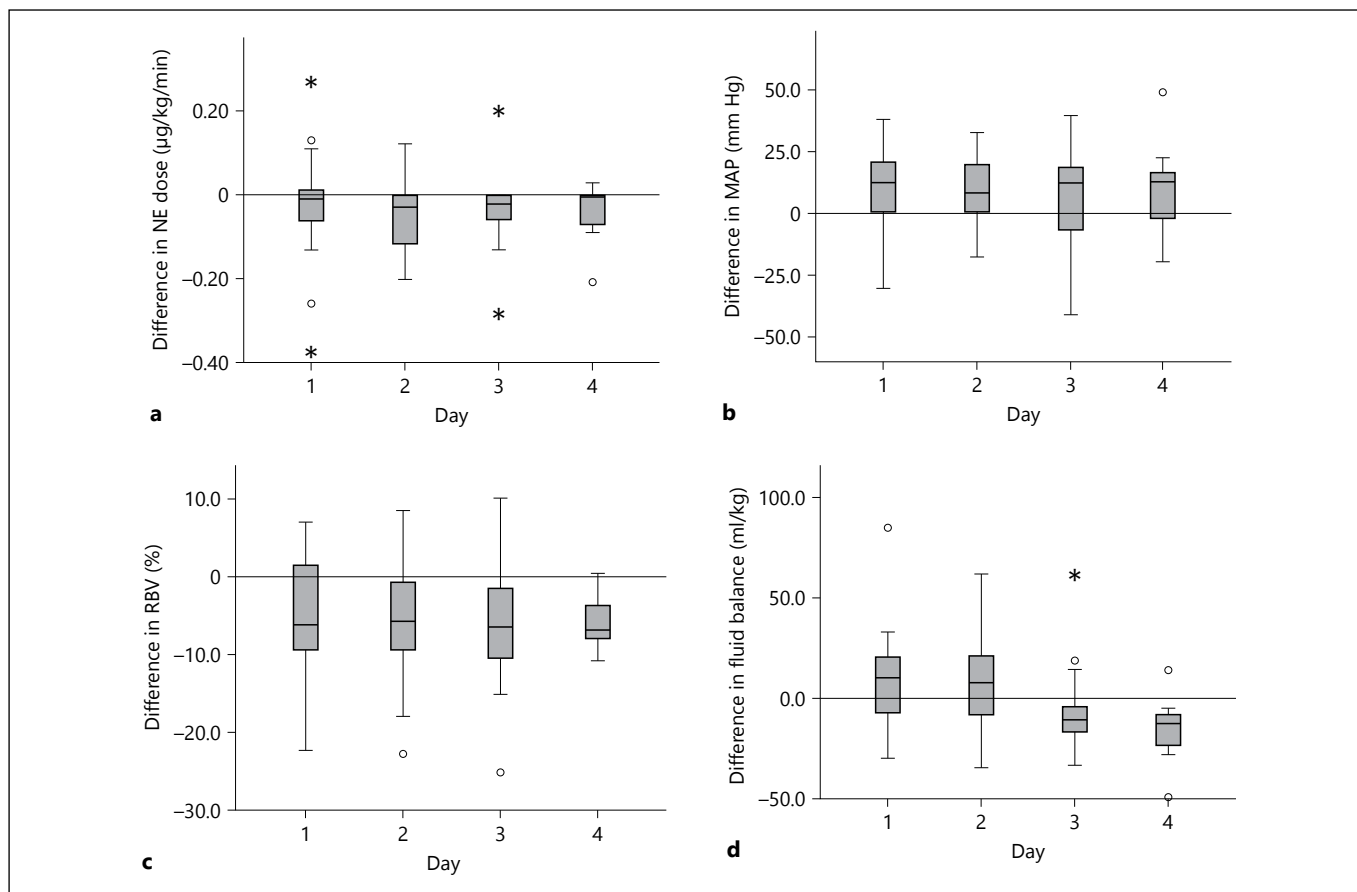 Difference in NE dose (µg/kg/min)
0.20
0
–0.20
–0.40
1 2 3 4
Day
a
Difference in MAP (mm Hg)
50.0
25.0
0
–25.0
–50.0
1 2 3 4
Day
b
Difference in RBV (%)
10.0
0
–10.0
–20.0
–30.0
1 2 3 4
Day
c
Difference in fluid balance (ml/kg)
100.0
50.0
0.0
–50.0
1 2 3 4
Day
d